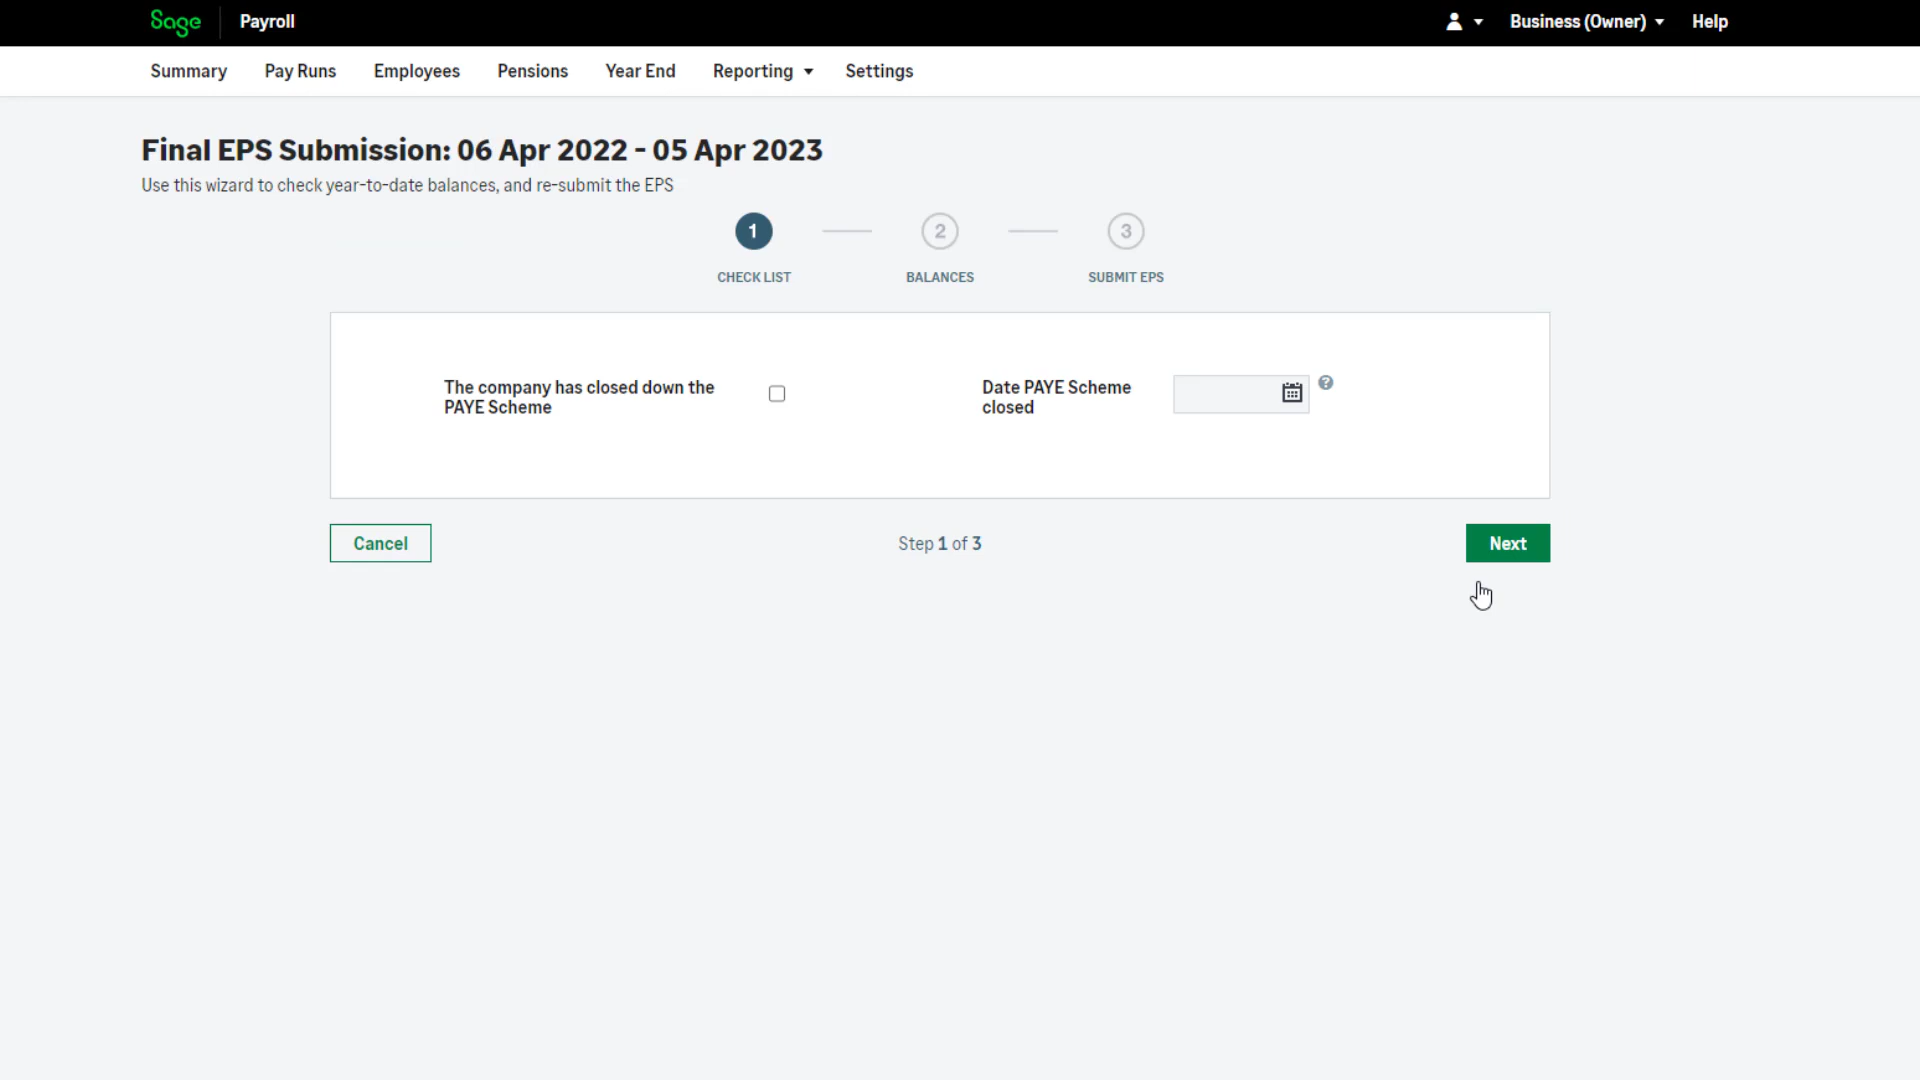 Sage
Payroll
Business (Owner)
Help
Summary
Pay Runs
Employees
Pensions
Year End
Reporting
Settings
Final EPS Submission: 06 Apr 2022 - 05 Apr 2023
Use this wizard to check year-to-date balances, and re-submit the EPS
1
2
3
CHECK LIST
BALANCES
SUBMIT EPS
The company has closed down the
PAYE Scheme
Date PAYE Scheme
closed
?
Cancel
Step 1 of 3
Next